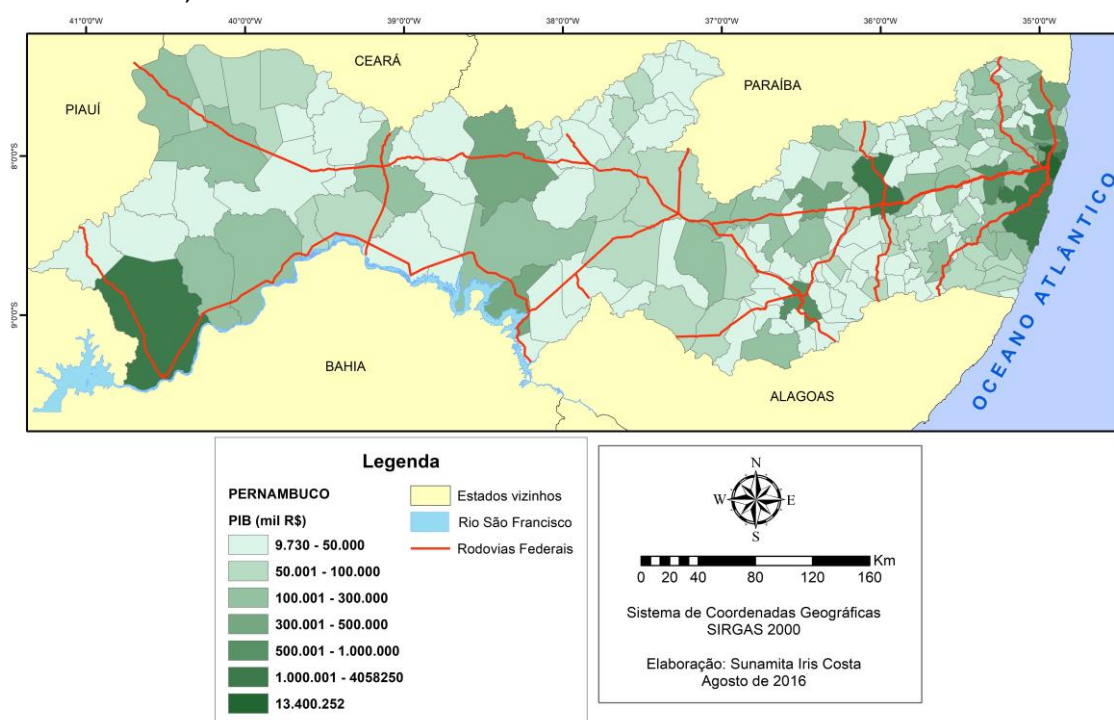 41°0'0"W 40°0'0"W 39°0'0"W 38°0'0"W 37°0'0"W 36°0'0"W 35°0'0"W
CEARÁ
PIAUÍ
PARAÍBA
8°0'0"S
9°0'0"S
BAHIA
ALAGOAS
OCEANO ATLÂNTICO
Legenda
PERNAMBUCO
PIB (mil R$)
9.730 - 50.000
50.001 - 100.000
100.001 - 300.000
300.001 - 500.000
500.001 - 1.000.000
1.000.001 - 4058250
13.400.252
Estados vizinhos
Rio São Francisco
Rodovias Federais
N
W E
S
Km
0 20 40 80 120 160
Sistema de Coordenadas Geográficas
SIRGAS 2000
Elaboração: Sunamita Iris Costa
Agosto de 2016